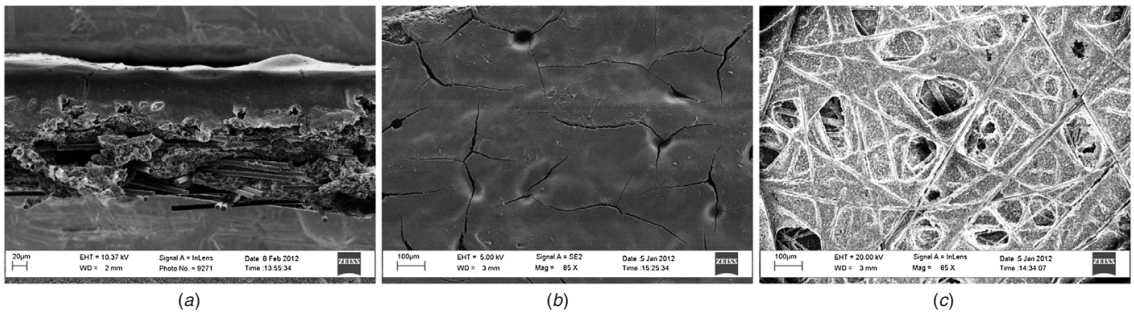 20μm
EHT = 10.37 kV
WD = 2 mm
Signal A = InLens
Photo No. = 9271
Date :8 Feb 2012
Time :13:55:34
ZEISS
100μm
EHT = 5.00 kV
WD = 3 mm
Signal A = SE2
Mag = 85 X
Date :5 Jan 2012
Time :15:25:34
ZEISS
100μm
EHT = 20.00 kV
WD = 3 mm
Signal A = InLens
Mag = 85 X
Date :5 Jan 2012
Time :14:34:07
ZEISS
(a)
(b)
(c)